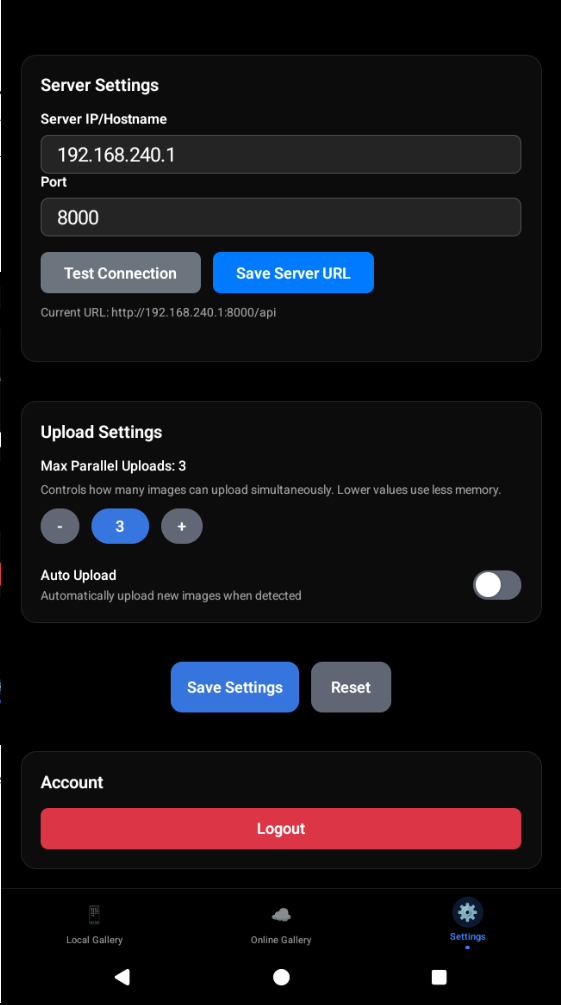 Server Settings
Server IP/Hostname
192.168.240.1
Port
8000
Test Connection
Save Server URL
Current URL: http://192.168.240.1:8000/api
Upload Settings
Max Parallel Uploads: 3
Controls how many images can upload simultaneously. Lower values use less memory.
-
3
+
Auto Upload
Automatically upload new images when detected
Save Settings
Reset
Account
Logout
Local Gallery
Online Gallery
Settings